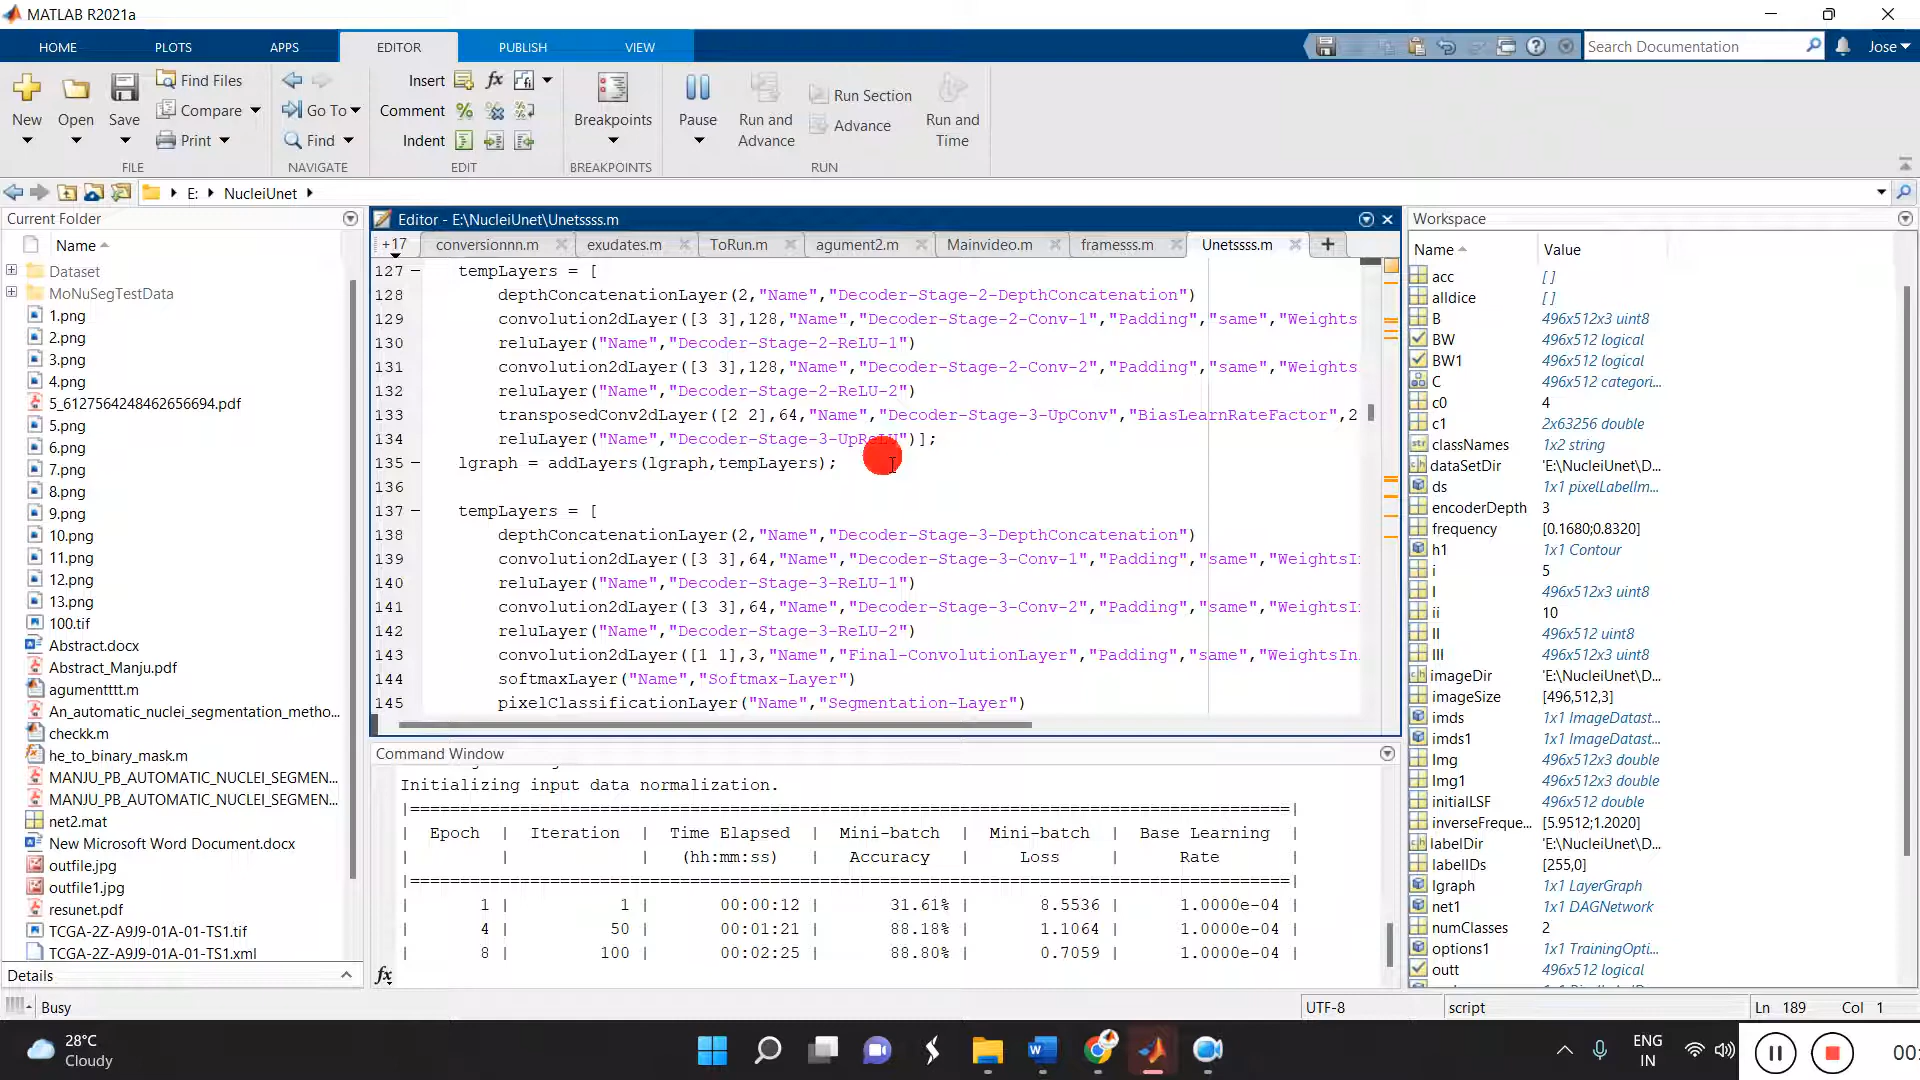 MATLAB R2021a
HOME PLOTS APPS EDITOR PUBLISH VIEW
Search Documentation
Jose
New
Open
Save
Find Files
Compare
Print
FILE
Go To
Find
NAVIGATE
Insert
Comment
Indent
EDIT
Breakpoints
BREAKPOINTS
Pause
Run and Advance
Run Section
Advance
Run and Time
RUN
E: NucleiUnet
Current Folder
Name
Dataset
MoNuSegTestData
1.png
2.png
3.png
4.png
5_6127564248462656694.pdf
5.png
6.png
7.png
8.png
9.png
10.png
11.png
12.png
13.png
100.tif
Abstract.docx
Abstract_Manju.pdf
agumentttt.m
An_automatic_nuclei_segmentation_metho...
checkk.m
he_to_binary_mask.m
MANJU_PB_AUTOMATIC_NUCLEI_SEGMEN...
MANJU_PB_AUTOMATIC_NUCLEI_SEGMEN...
net2.mat
New Microsoft Word Document.docx
outfile.jpg
outfile1.jpg
resunet.pdf
TCGA-2Z-A9J9-01A-01-TS1.tif
TCGA-2Z-A9J9-01A-01-TS1.xml
Details
Editor - E:\NucleiUnet\Unetssss.m
+17 conversionnn.m exudates.m ToRun.m agument2.m Mainvideo.m framesss.m Unetssss.m
127 tempLayers = [
128 depthConcatenationLayer(2,"Name","Decoder-Stage-2-DepthConcatenation")
129 convolution2dLayer([3 3],128,"Name","Decoder-Stage-2-Conv-1","Padding","same","Weights
130 reluLayer("Name","Decoder-Stage-2-ReLU-1")
131 convolution2dLayer([3 3],128,"Name","Decoder-Stage-2-Conv-2","Padding","same","Weights
132 reluLayer("Name","Decoder-Stage-2-ReLU-2")
133 transposedConv2dLayer([2 2],64,"Name","Decoder-Stage-3-UpConv","BiasLearnRateFactor",2
134 reluLayer("Name","Decoder-Stage-3-UpReLU")];
135 lgraph = addLayers(lgraph,tempLayers);
136
137 tempLayers = [
138 depthConcatenationLayer(2,"Name","Decoder-Stage-3-DepthConcatenation")
139 convolution2dLayer([3 3],64,"Name","Decoder-Stage-3-Conv-1","Padding","same","WeightsI
140 reluLayer("Name","Decoder-Stage-3-ReLU-1")
141 convolution2dLayer([3 3],64,"Name","Decoder-Stage-3-Conv-2","Padding","same","WeightsI
142 reluLayer("Name","Decoder-Stage-3-ReLU-2")
143 convolution2dLayer([1 1],3,"Name","Final-ConvolutionLayer","Padding","same","WeightsIn
144 softmaxLayer("Name","Softmax-Layer")
145 pixelClassificationLayer("Name","Segmentation-Layer")
Command Window
Initializing input data normalization.
|========================================================================================|
| Epoch | Iteration | Time Elapsed | Mini-batch | Mini-batch | Base Learning |
| | | (hh:mm:ss) | Accuracy | Loss | Rate |
|========================================================================================|
| 1 | 1 | 00:00:12 | 31.61% | 8.5536 | 1.0000e-04 |
| 4 | 50 | 00:01:21 | 88.18% | 1.1064 | 1.0000e-04 |
| 8 | 100 | 00:02:25 | 88.80% | 0.7059 | 1.0000e-04 |
fx
Workspace
Name Value
acc []
alldice []
B 496x512x3 uint8
BW 496x512 logical
BW1 496x512 logical
C 496x512 categori...
c0 4
c1 2x63256 double
classNames 1x2 string
dataSetDir 'E:\NucleiUnet\D...
ds 1x1 pixelLabelIm...
encoderDepth 3
frequency [0.1680;0.8320]
h1 1x1 Contour
i 5
I 496x512x3 uint8
ii 10
II 496x512 uint8
III 496x512x3 uint8
imageDir 'E:\NucleiUnet\D...
imageSize [496,512,3]
imds 1x1 ImageDatast...
imds1 1x1 ImageDatast...
Img 496x512x3 double
Img1 496x512x3 double
initialLSF 496x512 double
inverseFreque... [5.9512;1.2020]
labelDir 'E:\NucleiUnet\D...
labelIDs [255,0]
lgraph 1x1 LayerGraph
net1 1x1 DAGNetwork
numClasses 2
options1 1x1 TrainingOpti...
outt 496x512 logical
Busy
UTF-8 script Ln 189 Col 1
28°C
Cloudy
ENG
IN
00: